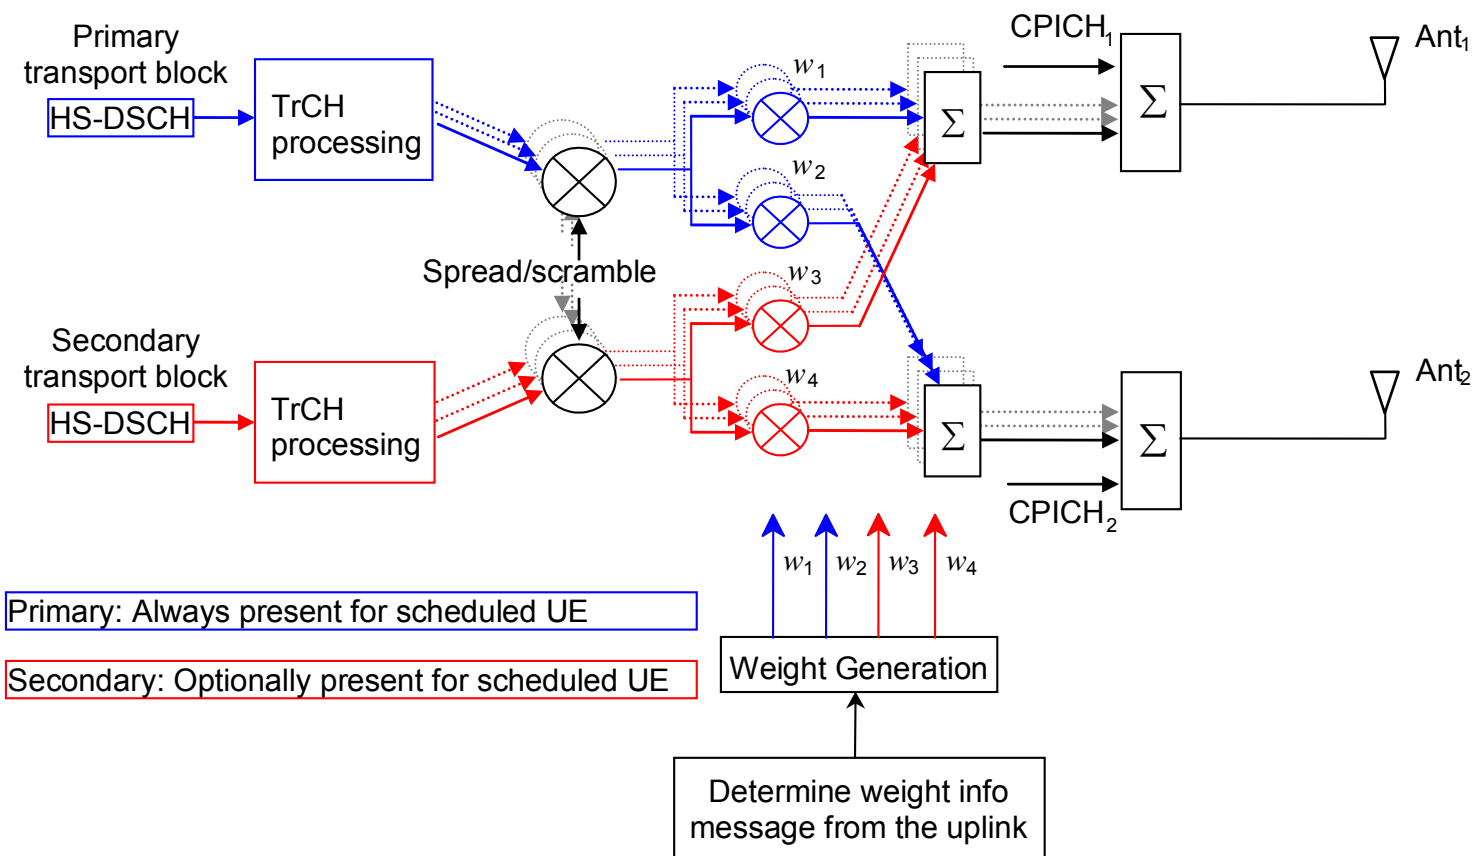 Primary
transport block
HS-DSCH
TrCH
processing
w₁
w₂
CPICH₁
Σ
Σ
Ant₁
Spread/scramble
Secondary
transport block
HS-DSCH
TrCH
processing
w₃
w₄
Σ
Σ
CPICH₂
Ant₂
w₁ w₂ w₃ w₄
Primary: Always present for scheduled UE
Secondary: Optionally present for scheduled UE
Weight Generation
Determine weight info
message from the uplink